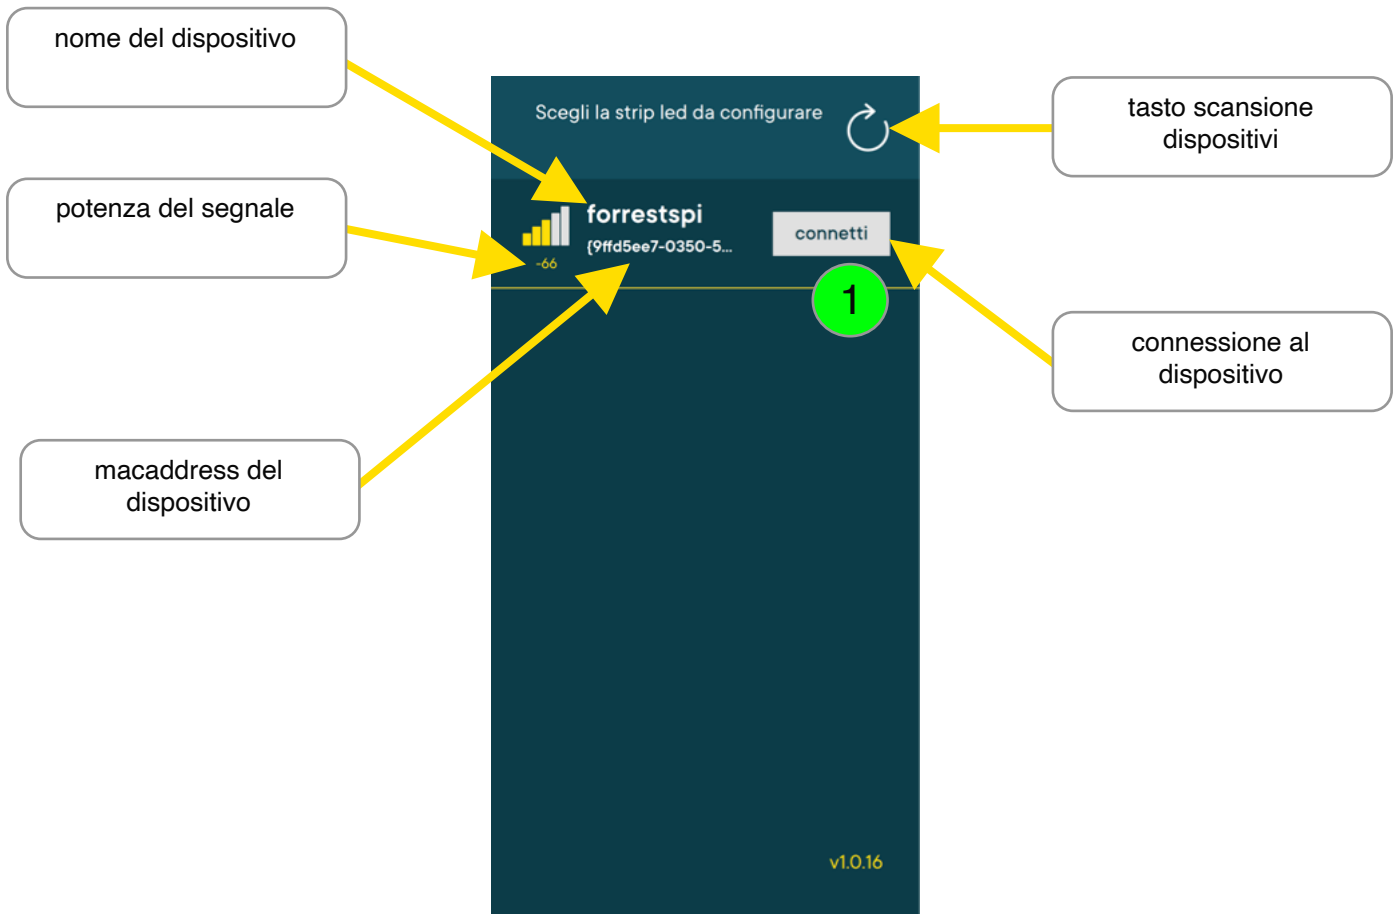 nome del dispositivo
Scegli la strip led da configurare
tasto scansione
dispositivi
potenza del segnale
forrestspi
{9ffd5ee7-0350-5...
-66
connetti
1
connessione al
dispositivo
macaddress del
dispositivo
v1.0.16